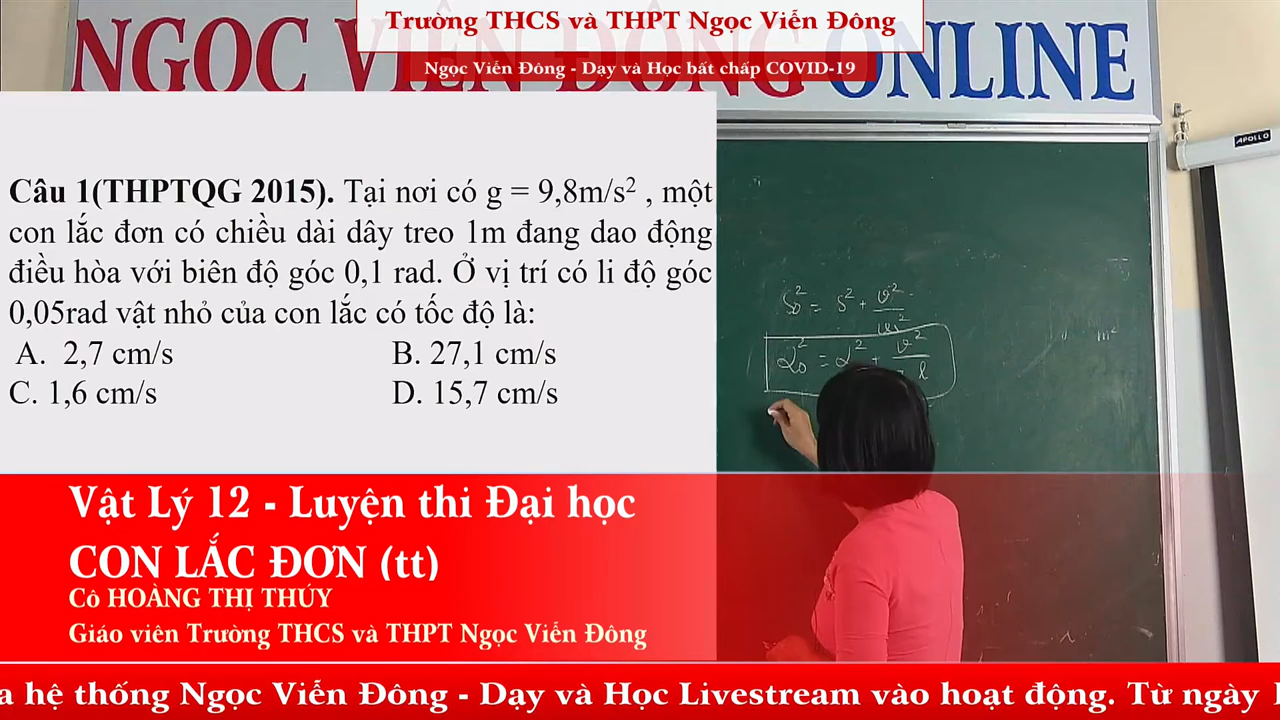 Trường THCS và THPT Ngọc Viễn Đông
NGỌC VIỄN ĐÔNG ONLINE
Ngọc Viễn Đông - Dạy và Học bất chấp COVID-19
APOLLO
Câu 1(THPTQG 2015). Tại nơi có g = 9,8m/s² , một
con lắc đơn có chiều dài dây treo 1m đang dao động
điều hòa với biên độ góc 0,1 rad. Ở vị trí có li độ góc
0,05rad vật nhỏ của con lắc có tốc độ là:
A. 2,7 cm/s B. 27,1 cm/s
C. 1,6 cm/s D. 15,7 cm/s
m²
Vật Lý 12 - Luyện thi Đại học
CON LẮC ĐƠN (tt)
Cô HOÀNG THỊ THÚY
Giáo viên Trường THCS và THPT Ngọc Viễn Đông
a hệ thống Ngọc Viễn Đông - Dạy và Học Livestream vào hoạt động. Từ ngày